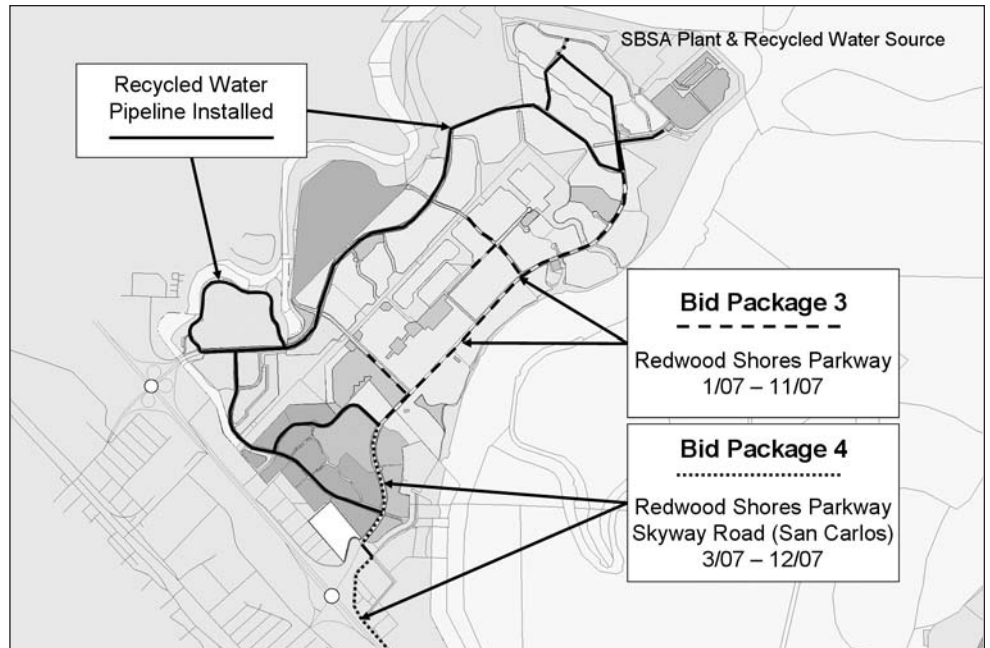 SBSA Plant & Recycled Water Source
Recycled Water
Pipeline Installed
Bid Package 3
Redwood Shores Parkway
1/07 – 11/07
Bid Package 4
Redwood Shores Parkway
Skyway Road (San Carlos)
3/07 – 12/07